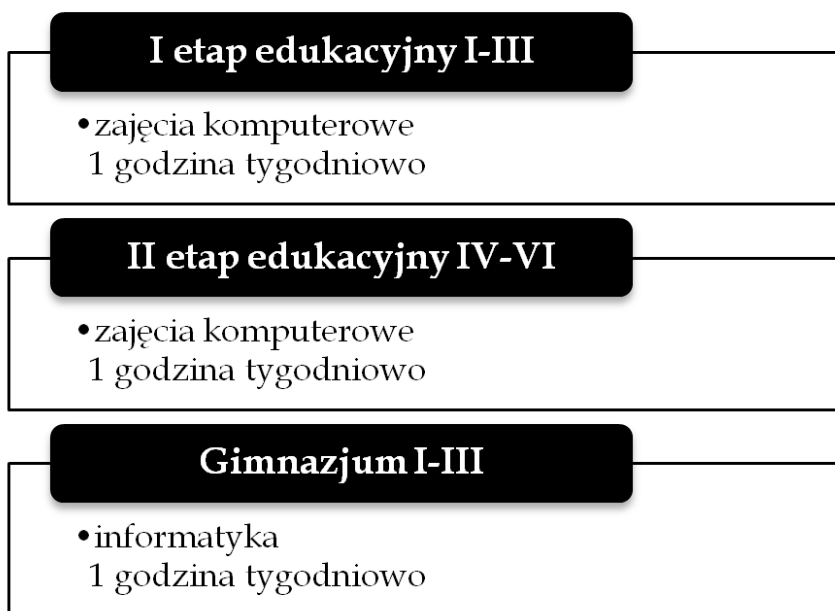 I etap edukacyjny I-III
•zajęcia komputerowe
1 godzina tygodniowo
II etap edukacyjny IV-VI
•zajęcia komputerowe
1 godzina tygodniowo
Gimnazjum I-III
•informatyka
1 godzina tygodniowo